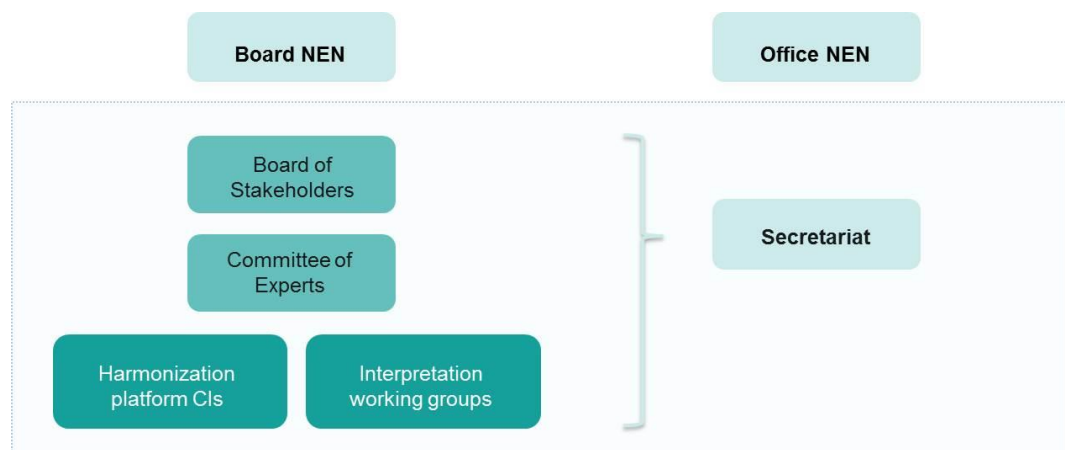 Board NEN
Office NEN
Board of
Stakeholders
Committee of
Experts
Secretariat
Harmonization
platform CIs
Interpretation
working groups